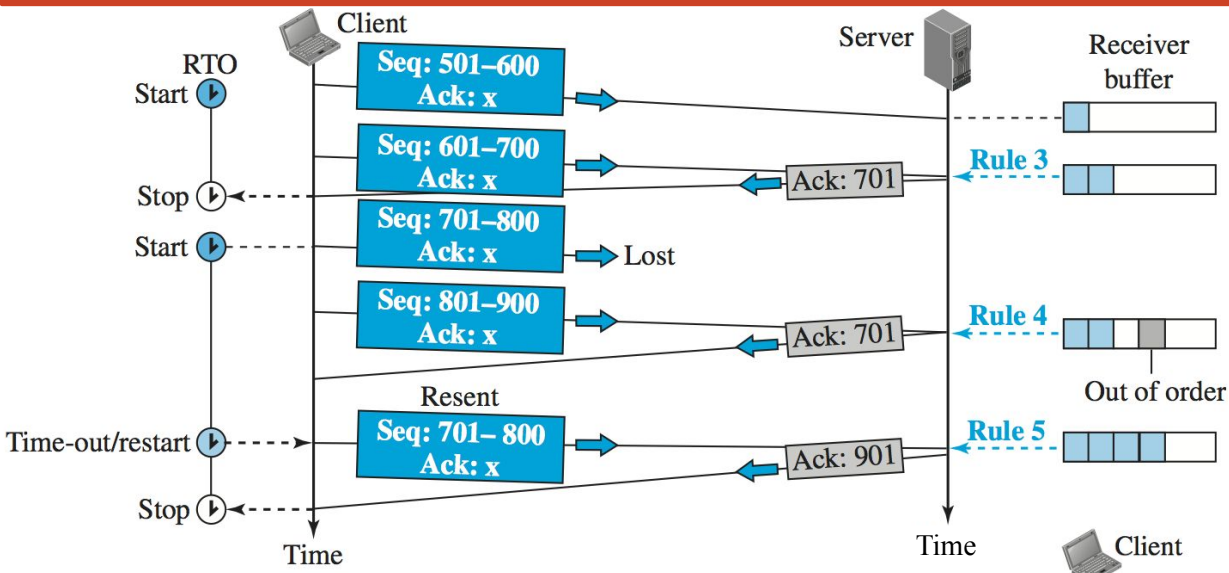 Client
Server
Receiver
buffer
RTO
Start
Seq: 501–600
Ack: x
Seq: 601–700
Ack: x
Ack: 701
Rule 3
Stop
Start
Seq: 701–800
Ack: x
Lost
Seq: 801–900
Ack: x
Ack: 701
Rule 4
Out of order
Resent
Time-out/restart
Seq: 701– 800
Ack: x
Ack: 901
Rule 5
Stop
Time
Time
Client